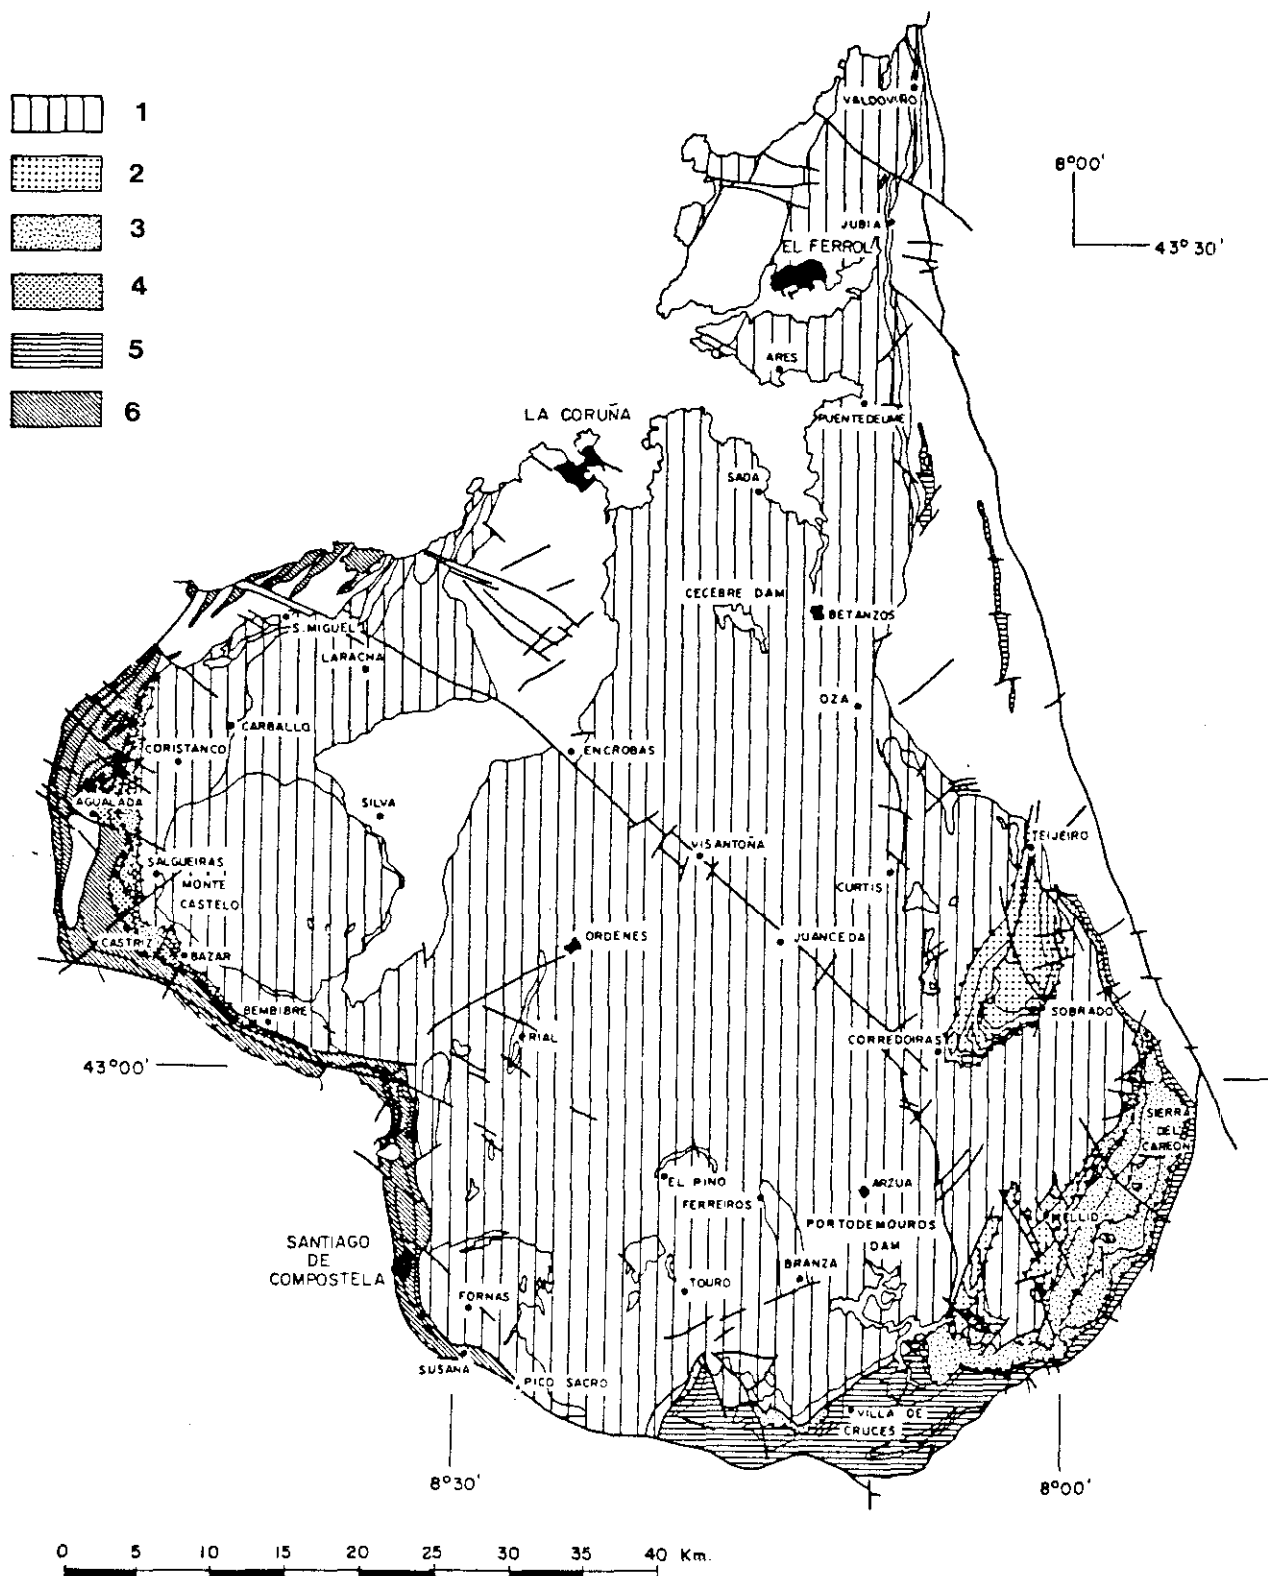 1
2
3
4
5
6
8°00'
43°30'
VALDOVIÑO
JUBIA
EL FERROL
ARES
PUENTEDEUME
LA CORUÑA
SADA
CECEBRE DAM
BETANZOS
S. MIGUEL
LARACHA
OZA
CARBALLO
CORISTANCO
ENCROBAS
AGUALADA
SILVA
TEIJEIRO
VISANTOÑA
SALGUEIRAS
MONTE
CASTELO
CURTIS
CASTRIZ
BAZAR
ORDENES
JUANCEDA
BEMBIBRE
SOBRADO
RIAL
CORREDOIRAS
43°00'
SIERRA
DEL
CAREON
EL PINO
ARZUA
FERREIROS
MELLID
PORTODEMOUROS
DAM
SANTIAGO
DE
COMPOSTELA
BRANZA
TOURO
FORNAS
SUSANA
PICO SACRO
VILLA DE
CRUCES
8°30'
8°00'
0 5 10 15 20 25 30 35 40 Km.